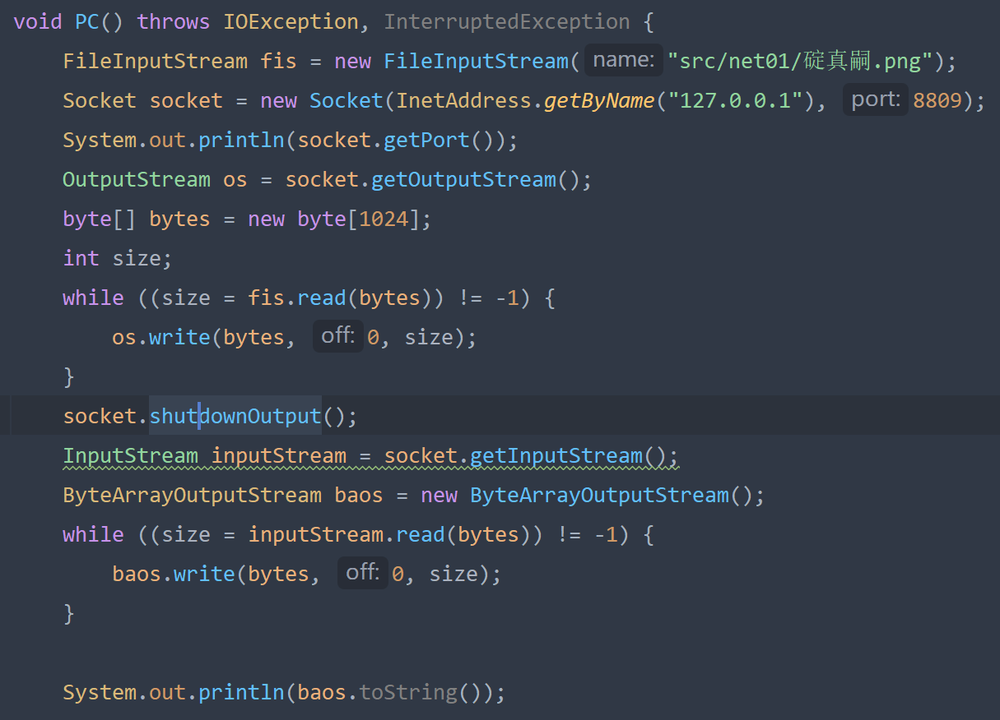 void PC() throws IOException, InterruptedException {
FileInputStream fis = new FileInputStream( name: "src/net01/碇真嗣.png");
Socket socket = new Socket(InetAddress.getByName("127.0.0.1"), port: 8809);
System.out.println(socket.getPort());
OutputStream os = socket.getOutputStream();
byte[] bytes = new byte[1024];
int size;
while ((size = fis.read(bytes)) != -1) {
os.write(bytes, off: 0, size);
}
socket.shutdownOutput();
InputStream inputStream = socket.getInputStream();
ByteArrayOutputStream baos = new ByteArrayOutputStream();
while ((size = inputStream.read(bytes)) != -1) {
baos.write(bytes, off: 0, size);
}
System.out.println(baos.toString());